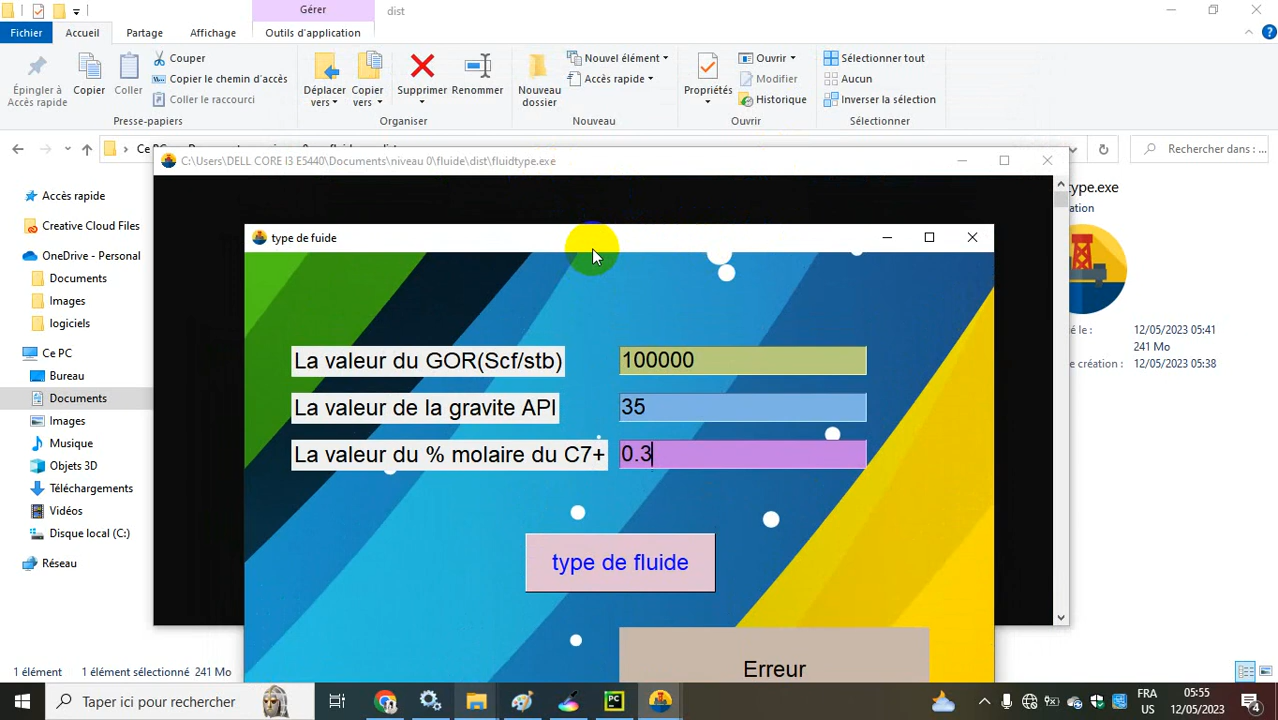 Gérer
dist
Fichier
Accueil
Partage
Affichage
Outils d'application
Épingler à
Accès rapide
Copier
Coller
Couper
Copier le chemin d'accès
Coller le raccourci
Presse-papiers
Déplacer
vers
Copier
vers
Supprimer
Renommer
Organiser
Nouveau
dossier
Nouvel élément
Accès rapide
Nouveau
Propriétés
Ouvrir
Modifier
Historique
Ouvrir
Sélectionner tout
Aucun
Inverser la sélection
Sélectionner
Rechercher dans : ...
C:\Users\DELL CORE I3 E5440\Documents\niveau 0\fluide\dist\fluidtype.exe
type.exe
Accès rapide
Creative Cloud Files
OneDrive - Personal
Documents
Images
logiciels
Ce PC
Bureau
Documents
Images
Musique
Objets 3D
Téléchargements
Vidéos
Disque local (C:)
Réseau
type de fuide
La valeur du GOR(Scf/stb)
100000
La valeur de la gravite API
35
La valeur du % molaire du C7+
0.3
type de fluide
Erreur
12/05/2023 05:41
241 Mo
création :
12/05/2023 05:38
1 élément
1 élément sélectionné 241 Mo
Taper ici pour rechercher
FRA
US
05:55
12/05/2023
4